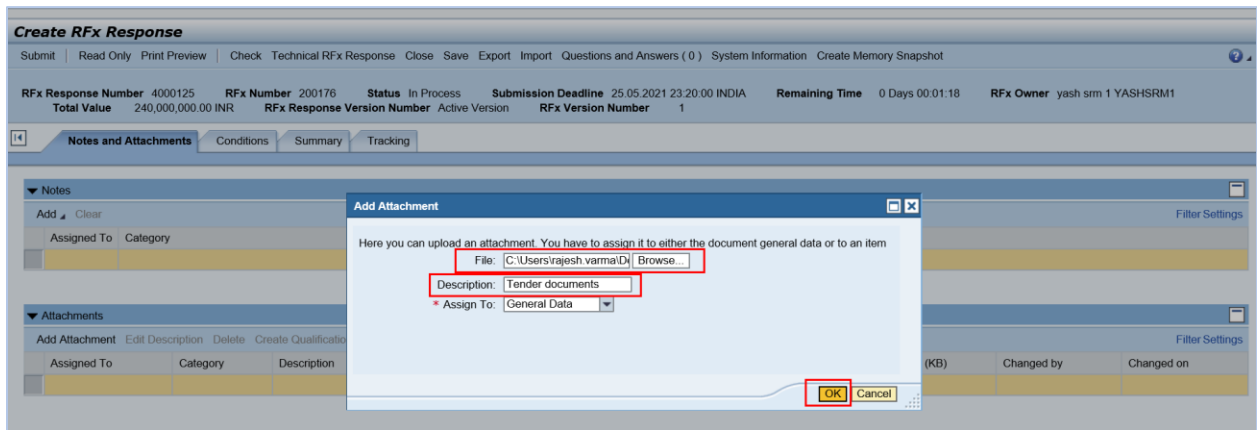 Create RFx Response
Submit Read Only Print Preview Check Technical RFx Response Close Save Export Import Questions and Answers ( 0 ) System Information Create Memory Snapshot
RFx Response Number 4000125 RFx Number 200176 Status In Process Submission Deadline 25.05.2021 23:20:00 INDIA Remaining Time 0 Days 00:01:18 RFx Owner yash srm 1 YASHSRM1
Total Value 240,000,000.00 INR RFx Response Version Number Active Version RFx Version Number 1
Notes and Attachments Conditions Summary Tracking
Notes
Add Clear Filter Settings
Assigned To Category
Add Attachment
Here you can upload an attachment. You have to assign it to either the document general data or to an item
File: C:\Users\rajesh.varma\D Browse...
Description: Tender documents
* Assign To: General Data
OK Cancel
Attachments
Add Attachment Edit Description Delete Create Qualificatio Filter Settings
Assigned To Category Description (KB) Changed by Changed on